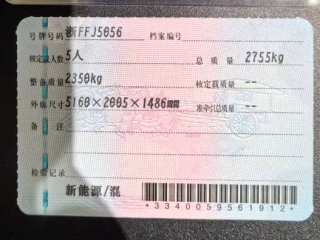 号牌号码 浙FFJ5056 档案编号
核定载人数 5人 总质量 2755kg
整备质量 2350kg 核定载质量 --
外廓尺寸 5160×2005×1486mm 准牵引总质量 --
备注
检验记录
新能源/混
+3340059561912+